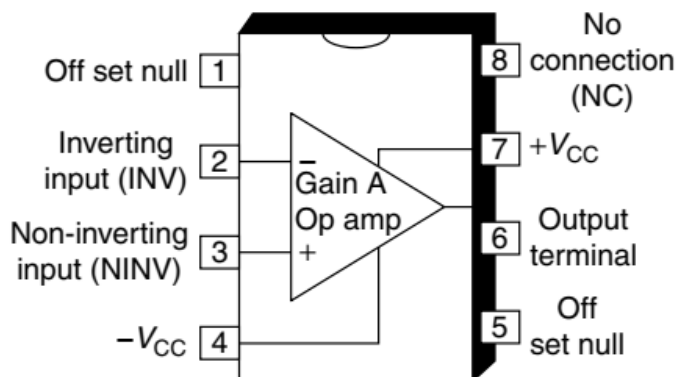 Off set null 1
Inverting
input (INV)
2
Non-inverting
input (NINV)
3
−VCC 4
−
Gain A
Op amp
+
8
No
connection
(NC)
7 +VCC
6
Output
terminal
5
Off
set null